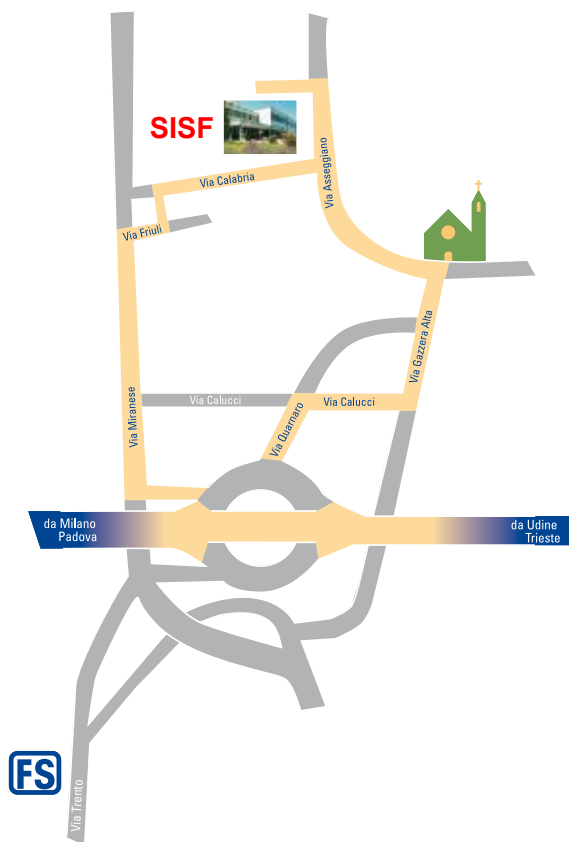 SISF
Via Calabria
Via Asseggiano
Via Friuli
Via Gazzera Alta
Via Miranese
Via Calucci
Via Quarnaro
Via Calucci
da Milano
Padova
da Udine
Trieste
FS
Via Trento